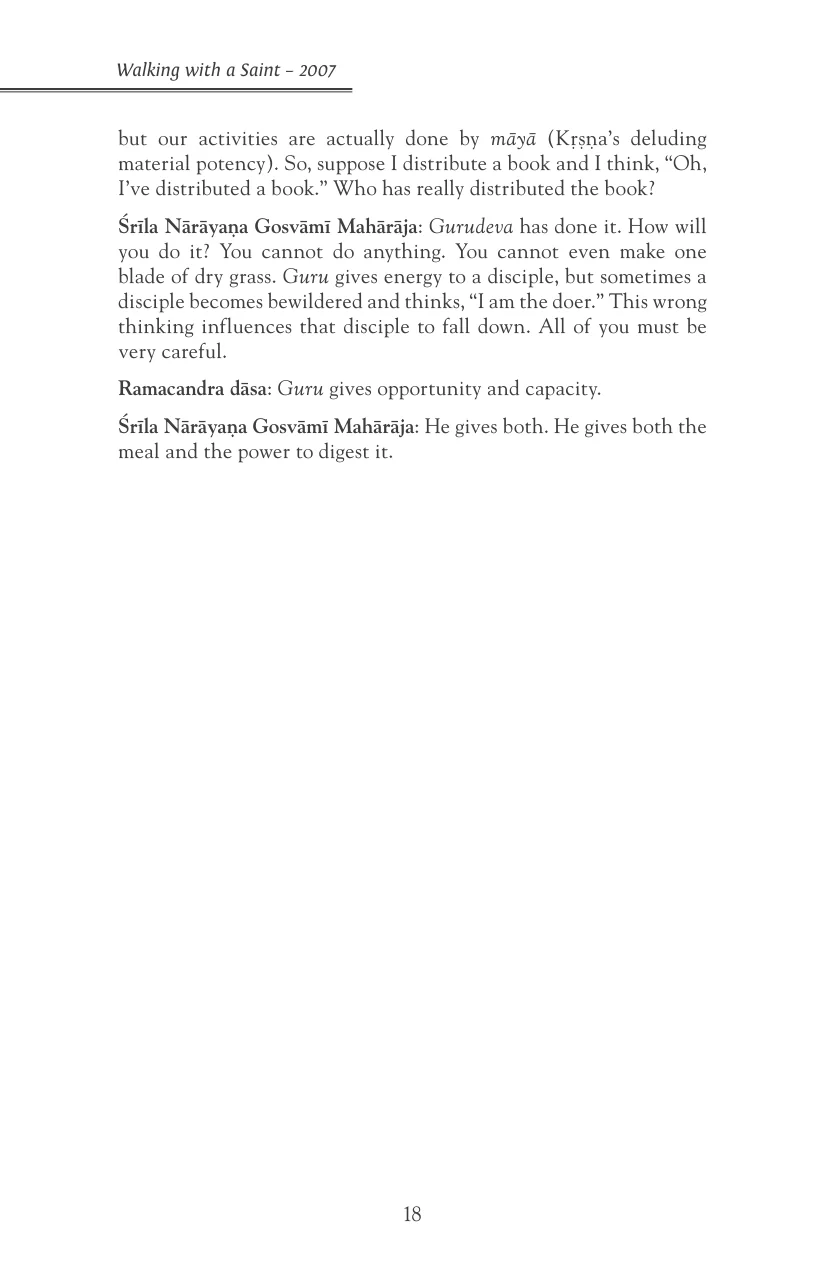 Walking with a Saint – 2007
but our activities are actually done by māyā (Kṛṣṇa’s deluding
material potency). So, suppose I distribute a book and I think, “Oh,
I’ve distributed a book.” Who has really distributed the book?
Śrīla Nārāyaṇa Gosvāmī Mahārāja: Gurudeva has done it. How will
you do it? You cannot do anything. You cannot even make one
blade of dry grass. Guru gives energy to a disciple, but sometimes a
disciple becomes bewildered and thinks, “I am the doer.” This wrong
thinking influences that disciple to fall down. All of you must be
very careful.
Ramacandra dāsa: Guru gives opportunity and capacity.
Śrīla Nārāyaṇa Gosvāmī Mahārāja: He gives both. He gives both the
meal and the power to digest it.
18